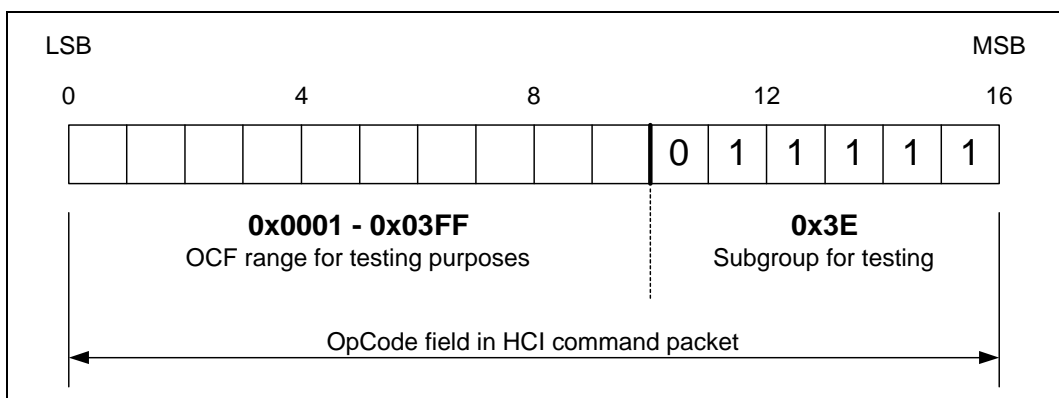 LSB MSB
0 4 8 12 16
0 1 1 1 1 1
0x0001 - 0x03FF 0x3E
OCF range for testing purposes Subgroup for testing
OpCode field in HCI command packet